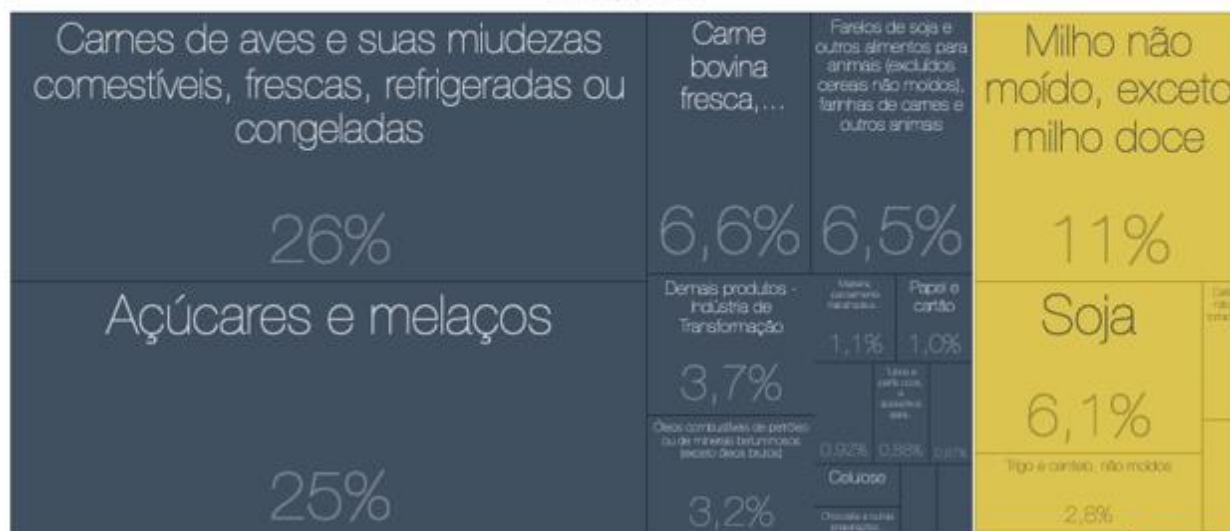 Carnes de aves e suas miudezas
comestíveis, frescas, refrigeradas ou
congeladas
26%
Açúcares e melaços
25%
Carne
bovina
fresca,...
6,6%
Farelos de soja e
outros alimentos para
animais (excluídos
cereais não moídos),
farinhas de carnes e
outros animais
6,5%
Demais produtos -
Indústria de
Transformação
3,7%
Óleos combustíveis de petróleo
ou de minerais betuminosos
(exceto óleos brutos)
3,2%
1,1%
Papel e
cartão
1,0%
0,92%
0,88%
Celulose
Milho não
moído, exceto
milho doce
11%
Soja
6,1%
Trigo e centeio, não moídos
2,8%